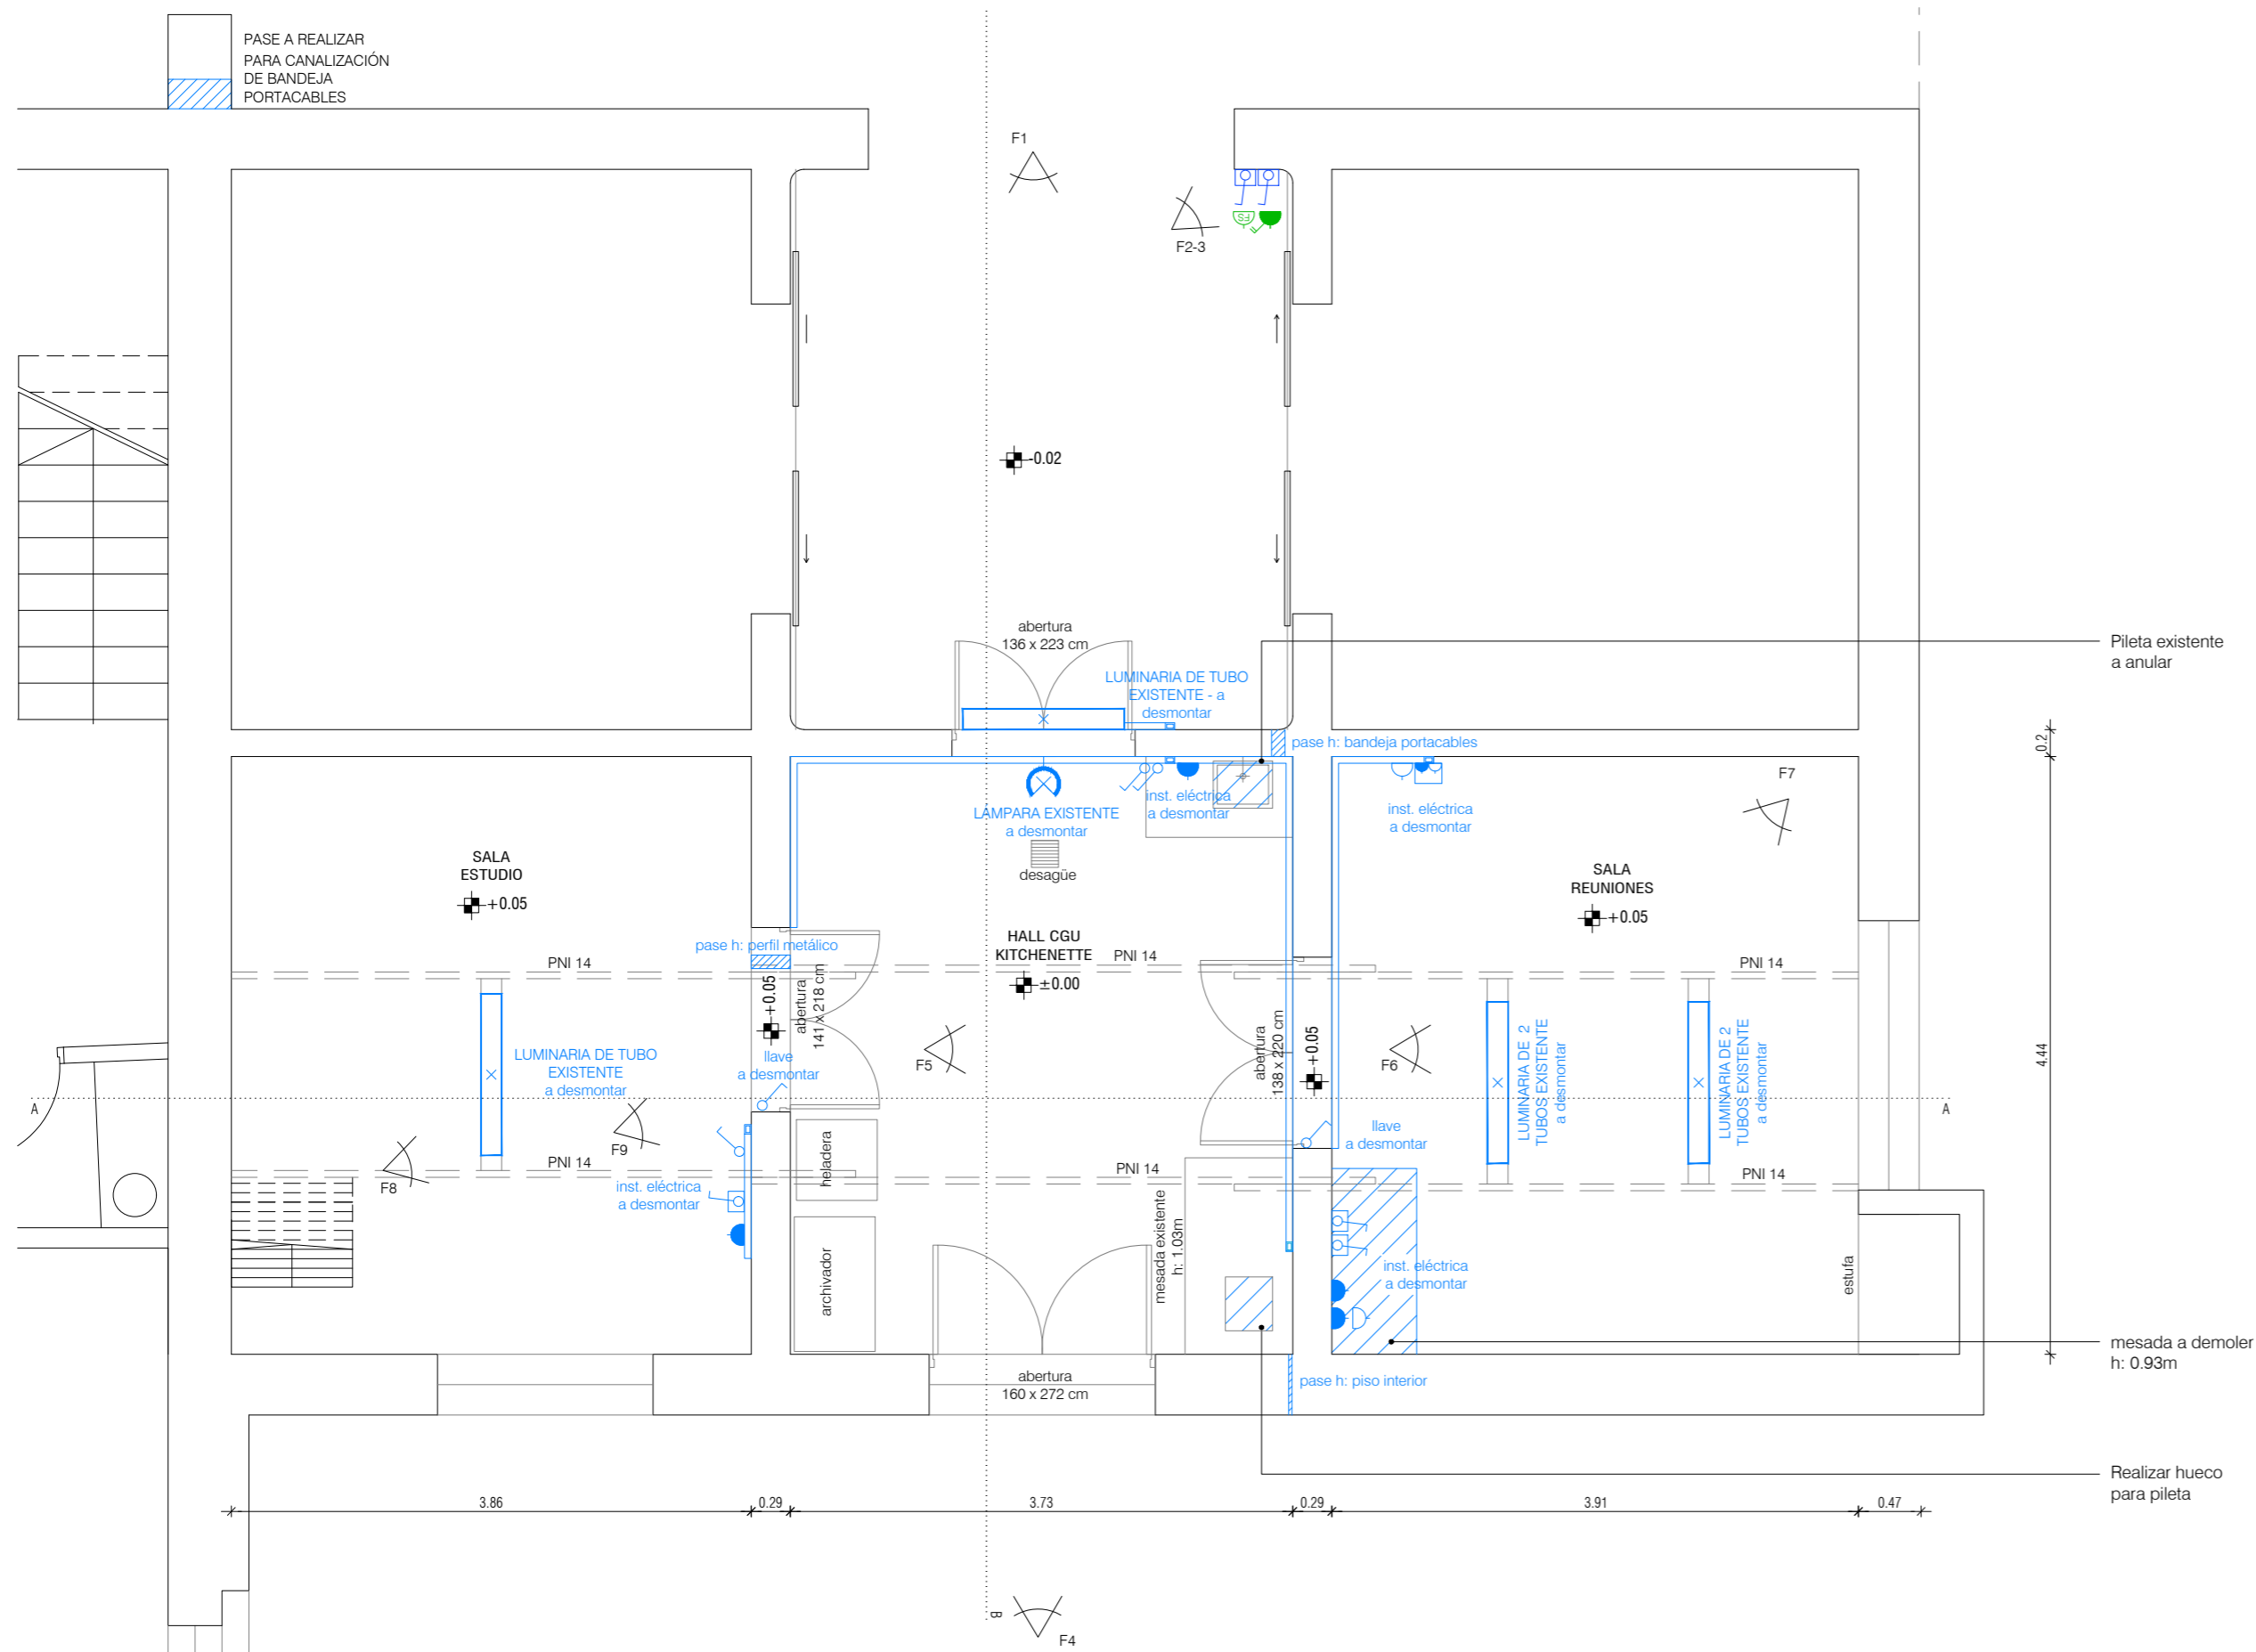 PASE A REALIZAR
PARA CANALIZACIÓN
DE BANDEJA
PORTACABLES
F1
F2-3
-0.02
abertura
136 x 223 cm
Pileta existente
a anular
LUMINARIA DE TUBO
EXISTENTE - a
desmontar
pase h: bandeja portacables
0.2
F7
LAMPARA EXISTENTE
a desmontar
inst. eléctrica
a desmontar
inst. eléctrica
a desmontar
desagüe
SALA
ESTUDIO
+0.05
SALA
REUNIONES
+0.05
HALL CGU
KITCHENETTE
±0.00
pase h: perfil metálico
PNI 14
PNI 14
PNI 14
+0.05
abertura
141 x 218 cm
llave
a desmontar
LUMINARIA DE TUBO
EXISTENTE
a desmontar
F5
abertura
138 x 220 cm
+0.05
F6
LUMINARIA DE 2
TUBOS EXISTENTE
a desmontar
LUMINARIA DE 2
TUBOS EXISTENTE
a desmontar
4.44
A
A
F9
F8
PNI 14
heladera
PNI 14
llave
a desmontar
PNI 14
inst. eléctrica
a desmontar
archivador
mesada existente
h: 1.03m
inst. eléctrica
a desmontar
estufa
mesada a demoler
h: 0.93m
abertura
160 x 272 cm
pase h: piso interior
Realizar hueco
para pileta
3.86
0.29
3.73
0.29
3.91
0.47
B
F4
FS